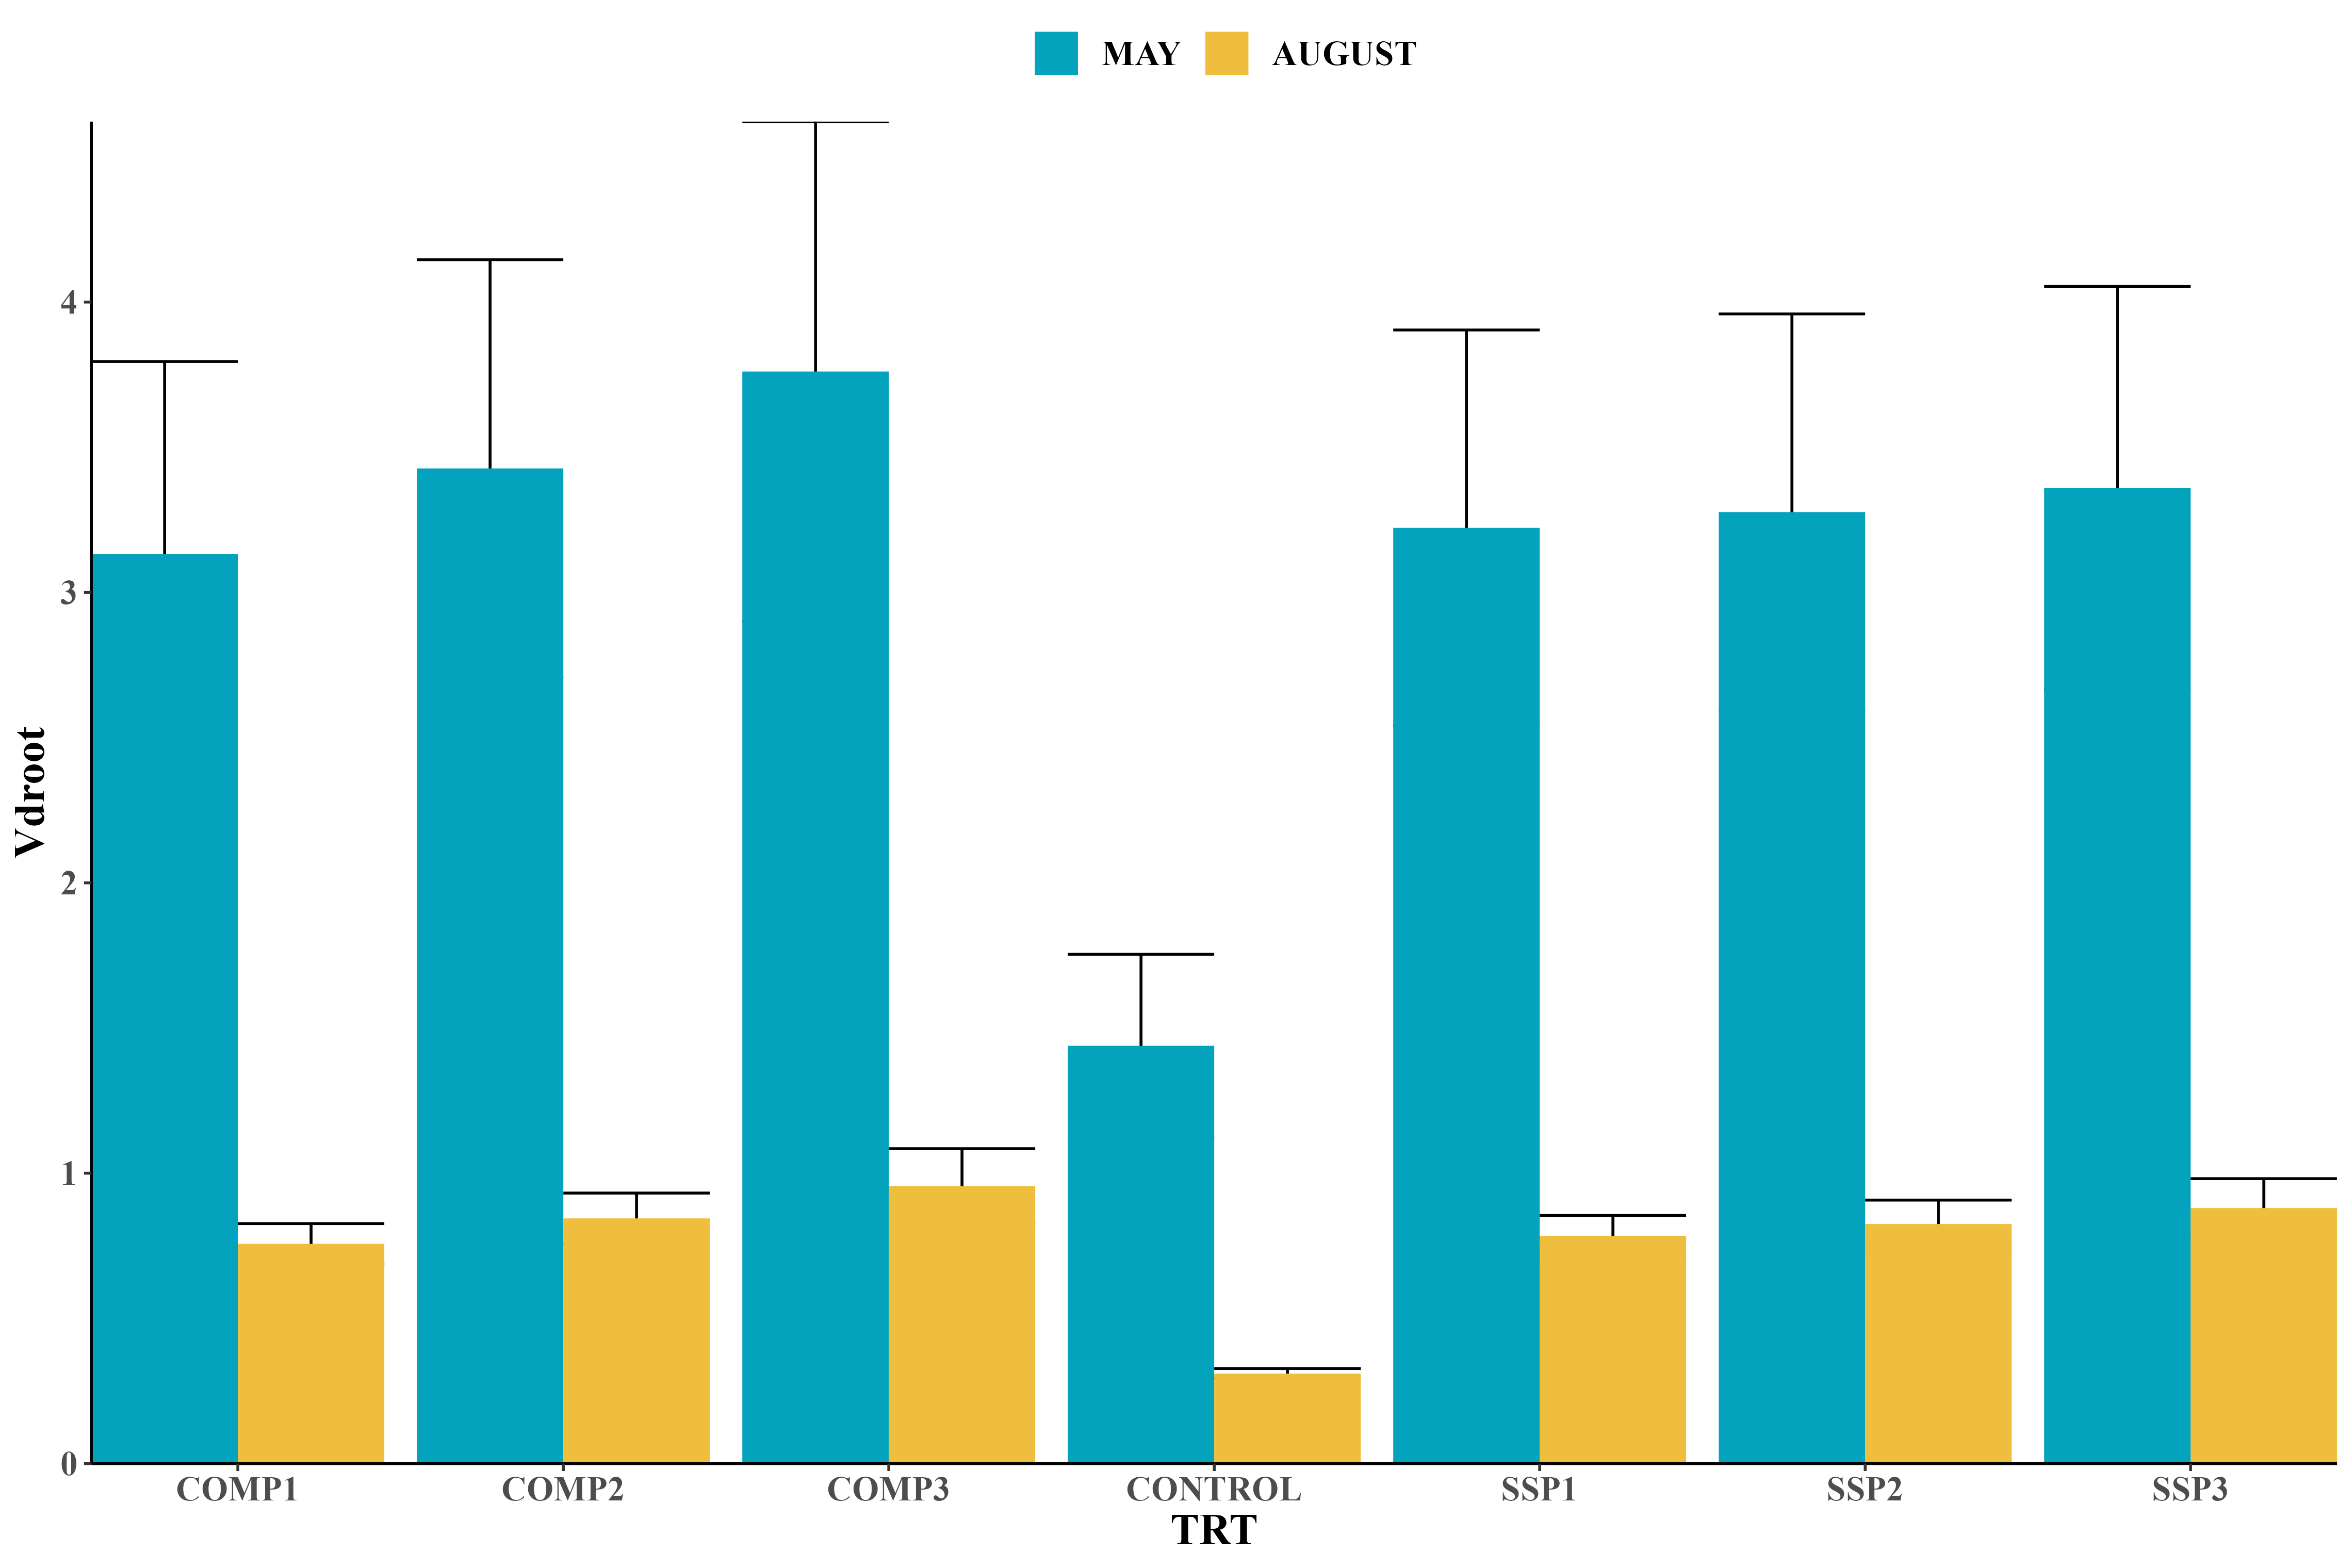 MAY AUGUST
Vdroot
4
3
2
1
0
COMP1 COMP2 COMP3 CONTROL SSP1 SSP2 SSP3
TRT